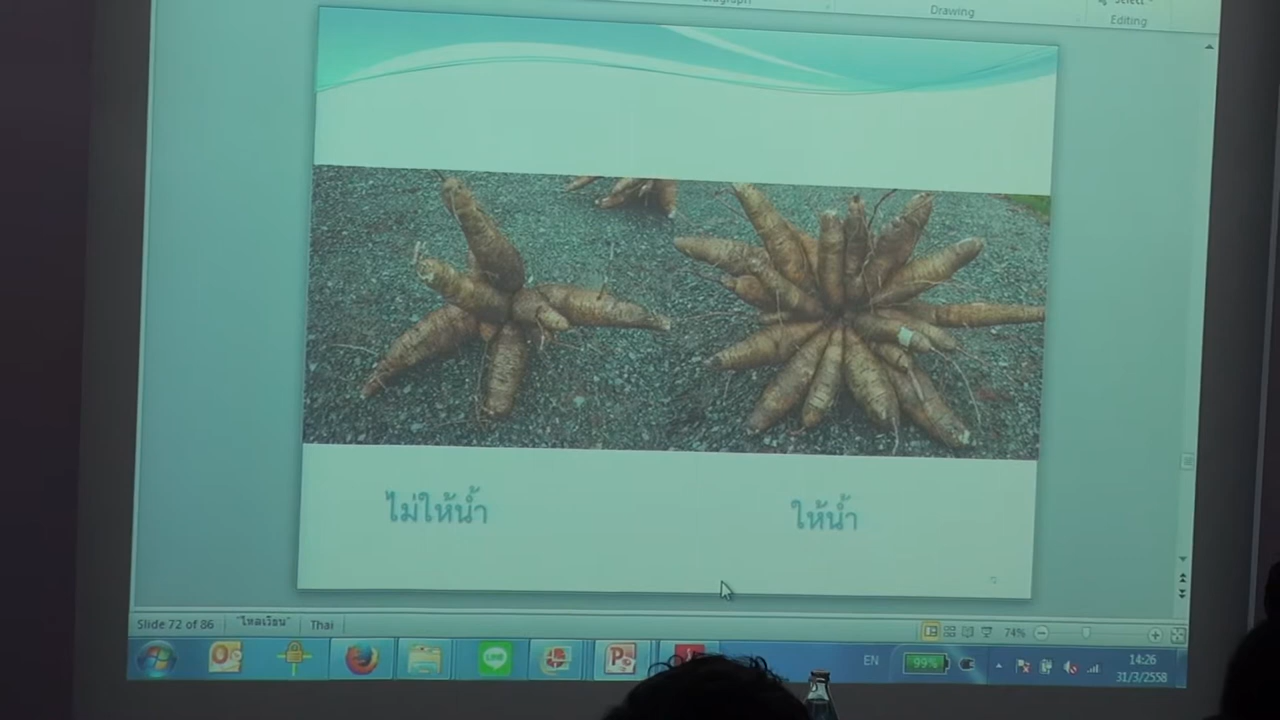 Drawing
Editing
ไม่ให้น้ำ
ให้น้ำ
Slide 72 of 86
"ไหลเวียน"
Thai
74%
LINE
EN
99%
14:26
31/3/2558